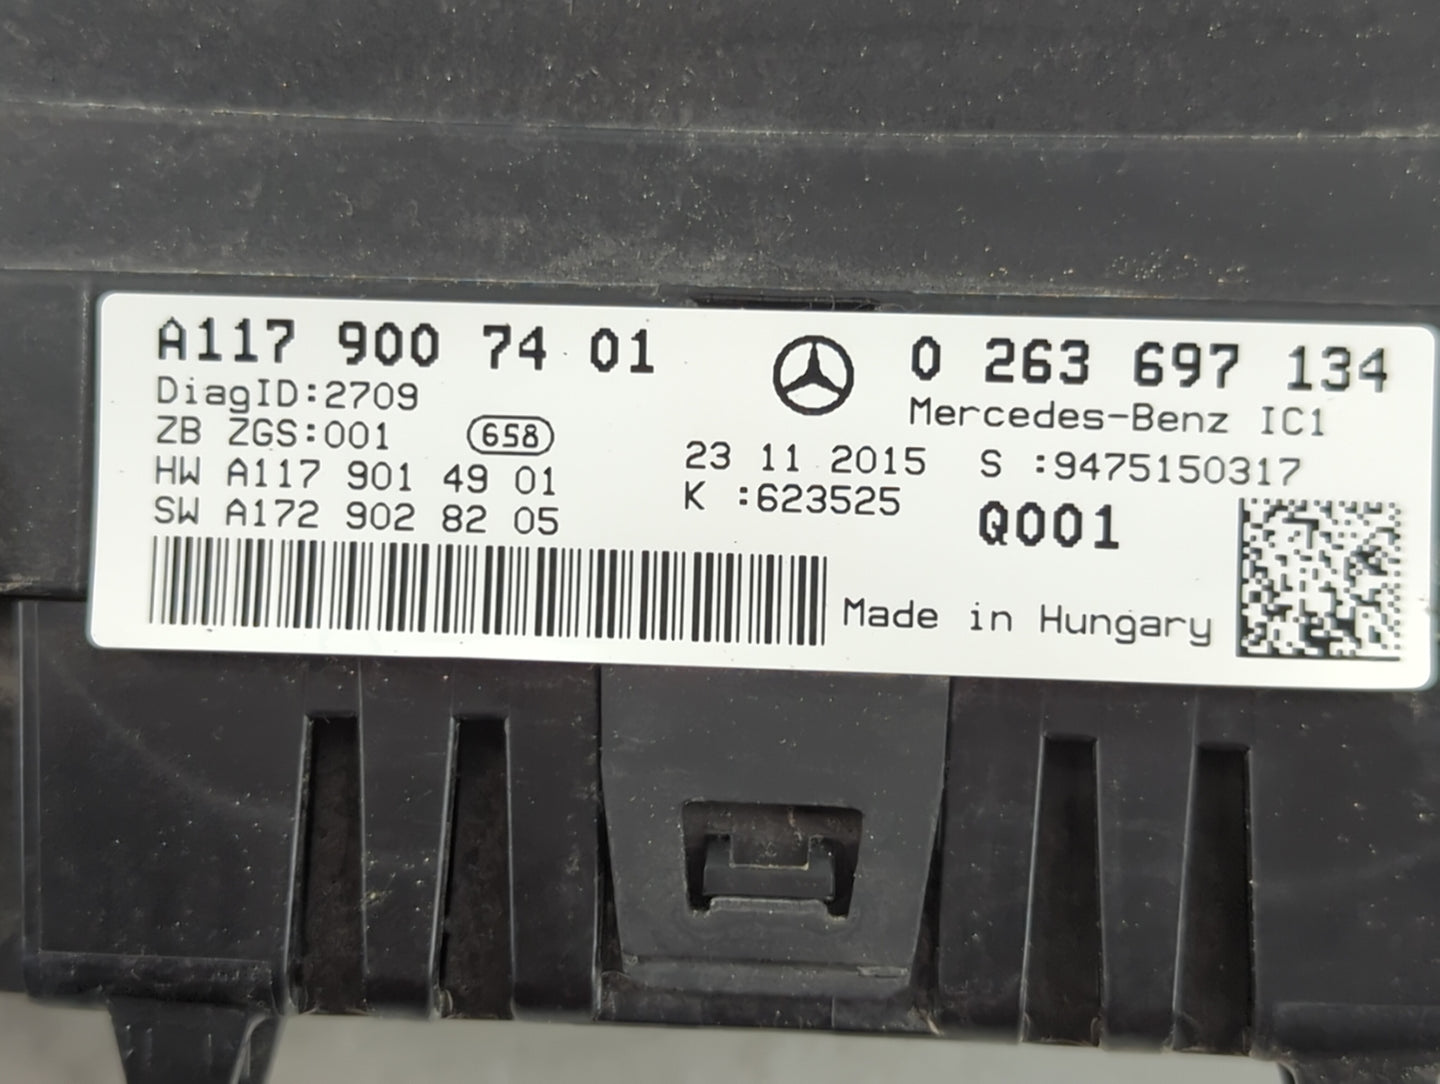 A117 900 74 01
DiagID:2709
ZB ZGS:001 658
HW A117 901 49 01
SW A172 902 82 05
0 263 697 134
Mercedes-Benz IC1
23 11 2015 S :9475150317
K :623525
Q001
Made in Hungary